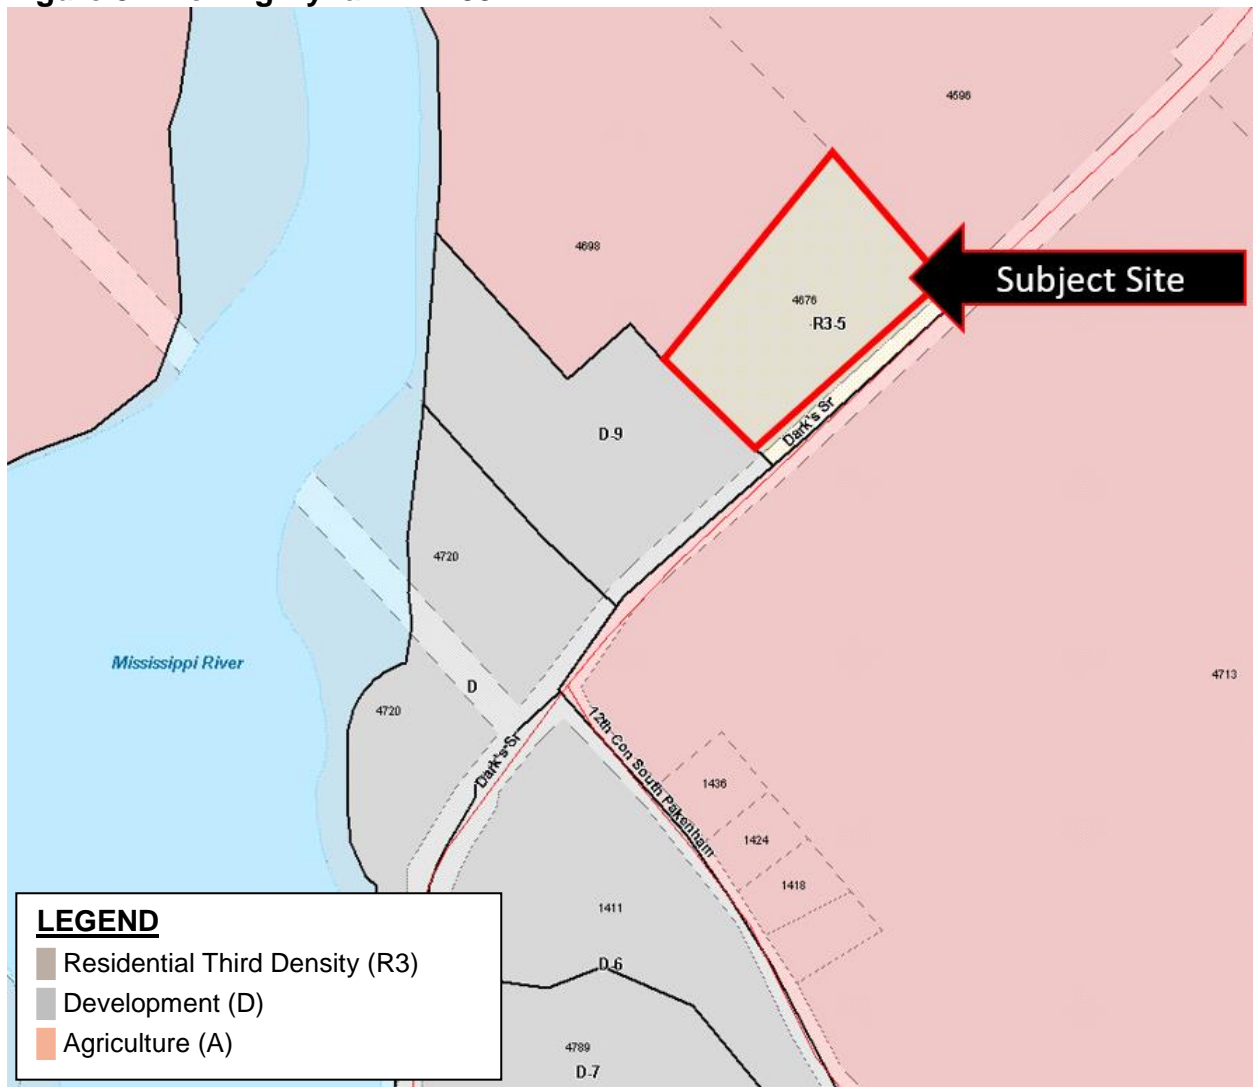 4596
4698
Subject Site
4676
R3-5
D-9
Dark's Sr
4720
Mississippi River
4713
D
4720
12th Con South Pakenham
Dark's Sr
1436
1424
1418
LEGEND
1411
Residential Third Density (R3)
D-6
Development (D)
Agriculture (A)
4789
D-7